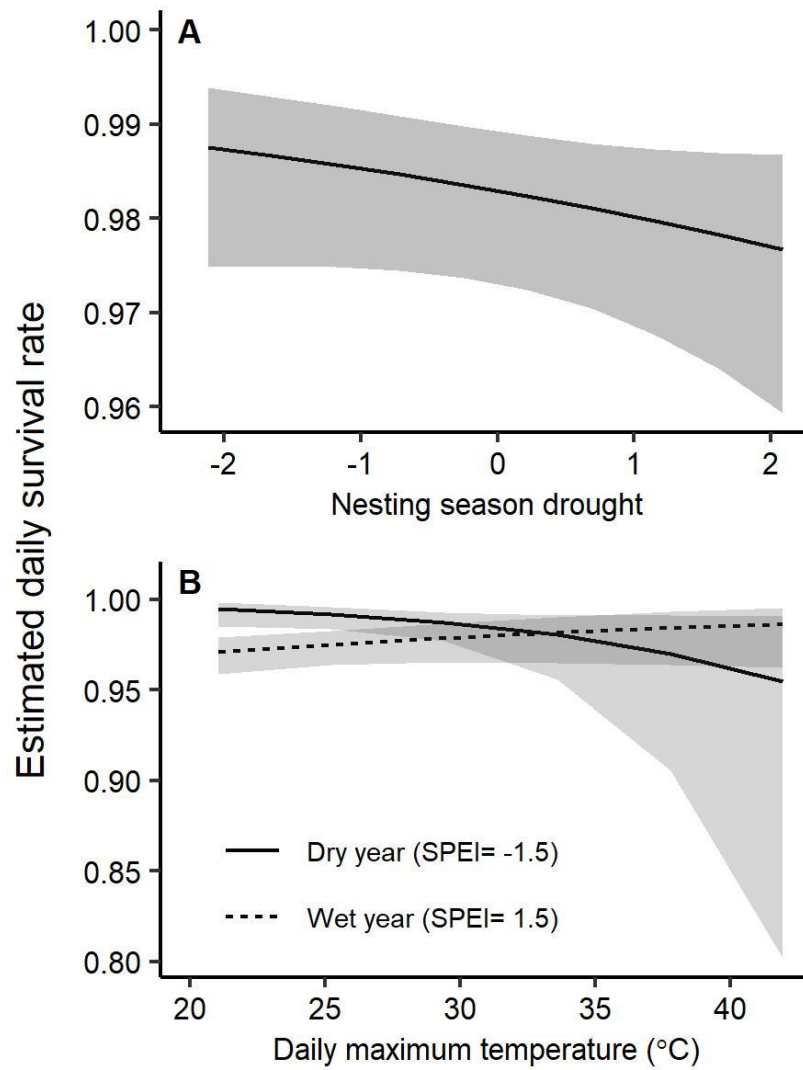 Estimated daily survival rate
A
1.00
0.99
0.98
0.97
0.96
-2 -1 0 1 2
Nesting season drought
B
1.00
0.95
0.90
0.85
0.80
Dry year (SPEI= -1.5)
Wet year (SPEI= 1.5)
20 25 30 35 40
Daily maximum temperature (°C)